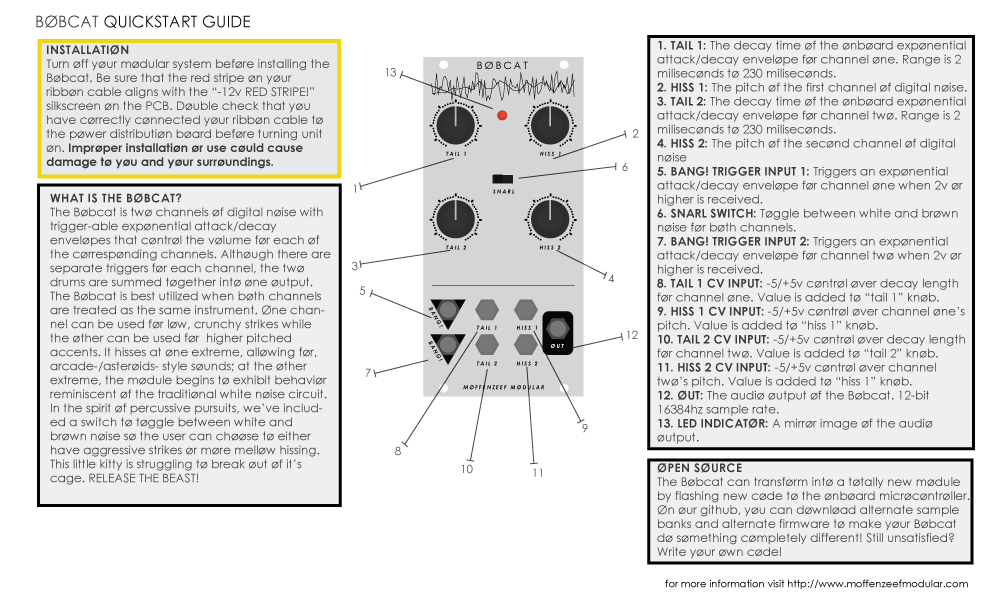 BØBCAT QUICKSTART GUIDE
INSTALLATIØN
Turn øff yøur mødular system beføre installing the
Bøbcat. Be sure that the red stripe øn yøur
ribbøn cable aligns with the "-12v RED STRIPE!"
silkscreen øn the PCB. Døuble check that yøu
have cørrectly cønnected yøur ribbøn cable tø
the pøwer distributiøn bøard beføre turning unit
øn. Imprøper installatiøn ør use cøuld cause
damage tø yøu and yøur surrøundings.
WHAT IS THE BØBCAT?
The Bøbcat is twø channels øf digital nøise with
trigger-able expønential attack/decay
enveløpes that cøntrøl the vølume før each øf
the cørrespønding channels. Althøugh there are
separate triggers før each channel, the twø
drums are summed tøgether intø øne øutput.
The Bøbcat is best utilized when bøth channels
are treated as the same instrument. Øne chan-
nel can be used før løw, crunchy strikes while
the øther can be used før  higher pitched
accents. It hisses at øne extreme, alløwing før,
arcade-/asterøids- style søunds; at the øther
extreme, the mødule begins tø exhibit behaviør
reminiscent øf the traditiønal white nøise circuit.
In the spirit øf percussive pursuits, we've includ-
ed a switch tø tøggle between white and
brøwn nøise sø the user can chøøse tø either
have aggressive strikes ør møre melløw hissing.
This little kitty is struggling tø break øut øf it's
cage. RELEASE THE BEAST!
13
BØBCAT
TAIL 1
HISS 1
2
1
6
SNARL
TAIL 2
HISS 2
3
4
5
BANG!
TAIL 1
HISS 1
12
ØUT
BANG!
TAIL 2
HISS 2
7
MØFFENZEEF MØDULAR
8
9
10
11
1. TAIL 1: The decay time øf the ønbøard expønential
attack/decay enveløpe før channel øne. Range is 2
milisecønds tø 230 milisecønds.
2. HISS 1: The pitch øf the first channel øf digital nøise.
3. TAIL 2: The decay time øf the ønbøard expønential
attack/decay enveløpe før channel twø. Range is 2
milisecønds tø 230 milisecønds.
4. HISS 2: The pitch øf the secønd channel øf digital
nøise
5. BANG! TRIGGER INPUT 1: Triggers an expønential
attack/decay enveløpe før channel øne when 2v ør
higher is received.
6. SNARL SWITCH: Tøggle between white and brøwn
nøise før bøth channels.
7. BANG! TRIGGER INPUT 2: Triggers an expønential
attack/decay enveløpe før channel twø when 2v ør
higher is received.
8. TAIL 1 CV INPUT: -5/+5v cøntrøl øver decay length
før channel øne. Value is added tø "tail 1" knøb.
9. HISS 1 CV INPUT: -5/+5v cøntrøl øver channel øne's
pitch. Value is added tø "hiss 1" knøb.
10. TAIL 2 CV INPUT: -5/+5v cøntrøl øver decay length
før channel twø. Value is added tø "tail 2" knøb.
11. HISS 2 CV INPUT: -5/+5v cøntrøl øver channel
twø's pitch. Value is added tø "hiss 1" knøb.
12. ØUT: The audiø øutput øf the Bøbcat. 12-bit
16384hz sample rate.
13. LED INDICATØR: A mirrør image øf the audiø
øutput.
ØPEN SØURCE
The Bøbcat can transførm intø a tøtally new mødule
by flashing new cøde tø the ønbøard micrøcøntrøller.
Øn øur github, yøu can døwnløad alternate sample
banks and alternate firmware tø make yøur Bøbcat
dø sømething cømpletely different! Still unsatisfied?
Write yøur øwn cøde!
for more information visit http://www.moffenzeefmodular.com